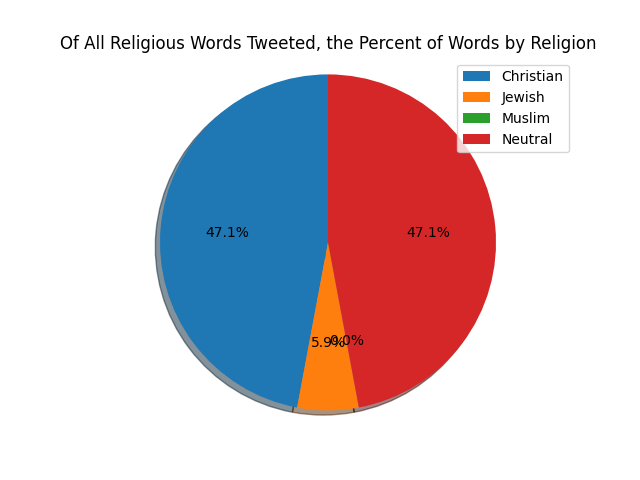 Of All Religious Words Tweeted, the Percent of Words by Religion
Christian
Jewish
Muslim
Neutral
47.1%
47.1%
5.9%
0.0%